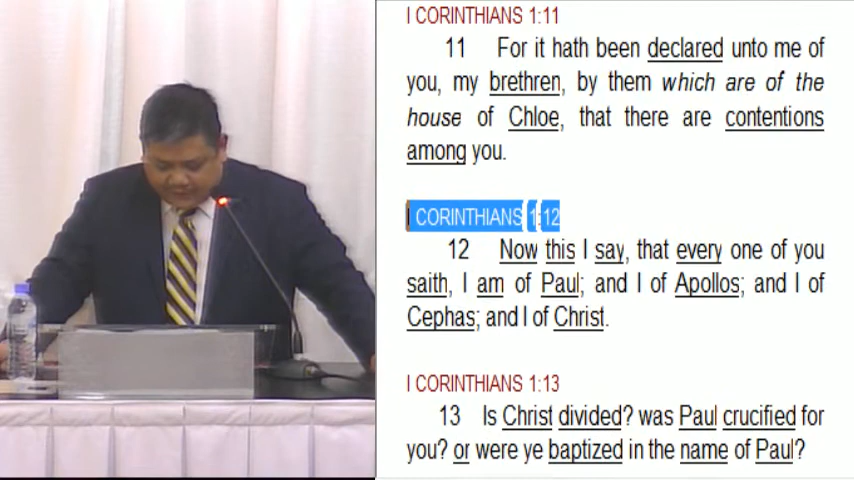 I CORINTHIANS 1:11
11 For it hath been declared unto me of
you, my brethren, by them which are of the
house of Chloe, that there are contentions
among you.
I CORINTHIANS 1:12
12 Now this I say, that every one of you
saith, I am of Paul; and I of Apollos; and I of
Cephas; and I of Christ.
I CORINTHIANS 1:13
13 Is Christ divided? was Paul crucified for
you? or were ye baptized in the name of Paul?